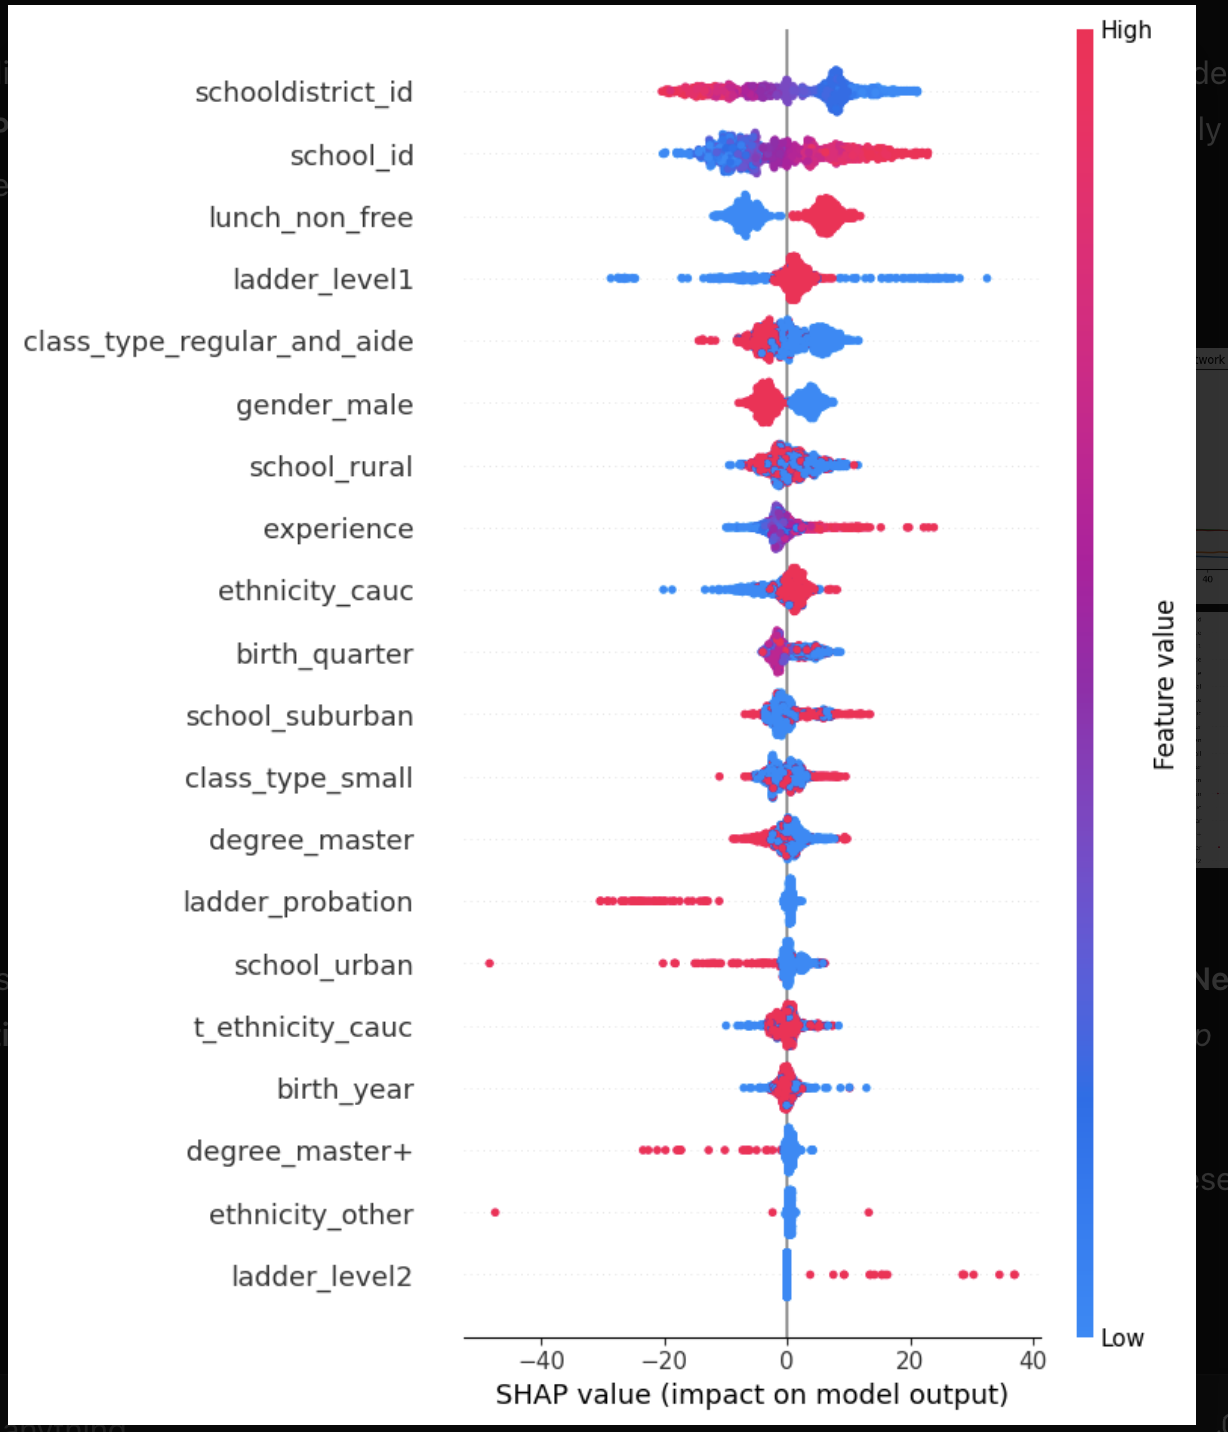 High
schooldistrict_id
school_id
lunch_non_free
ladder_level1
class_type_regular_and_aide
gender_male
school_rural
experience
ethnicity_cauc
birth_quarter
school_suburban
class_type_small
degree_master
ladder_probation
school_urban
t_ethnicity_cauc
birth_year
degree_master+
ethnicity_other
ladder_level2
Feature value
Low
−40 −20 0 20 40
SHAP value (impact on model output)
40